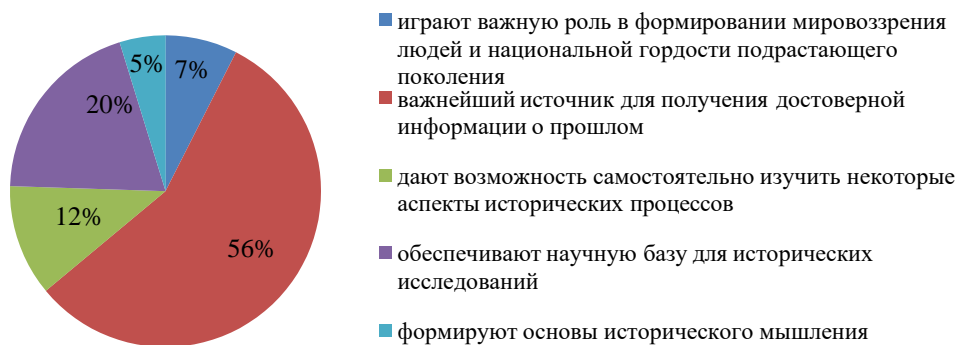 5%
7%
20%
12%
56%
играют важную роль в формировании мировоззрения
людей и национальной гордости подрастающего
поколения
важнейший источник для получения достоверной
информации о прошлом
дают возможность самостоятельно изучить некоторые
аспекты исторических процессов
обеспечивают научную базу для исторических
исследований
формируют основы исторического мышления